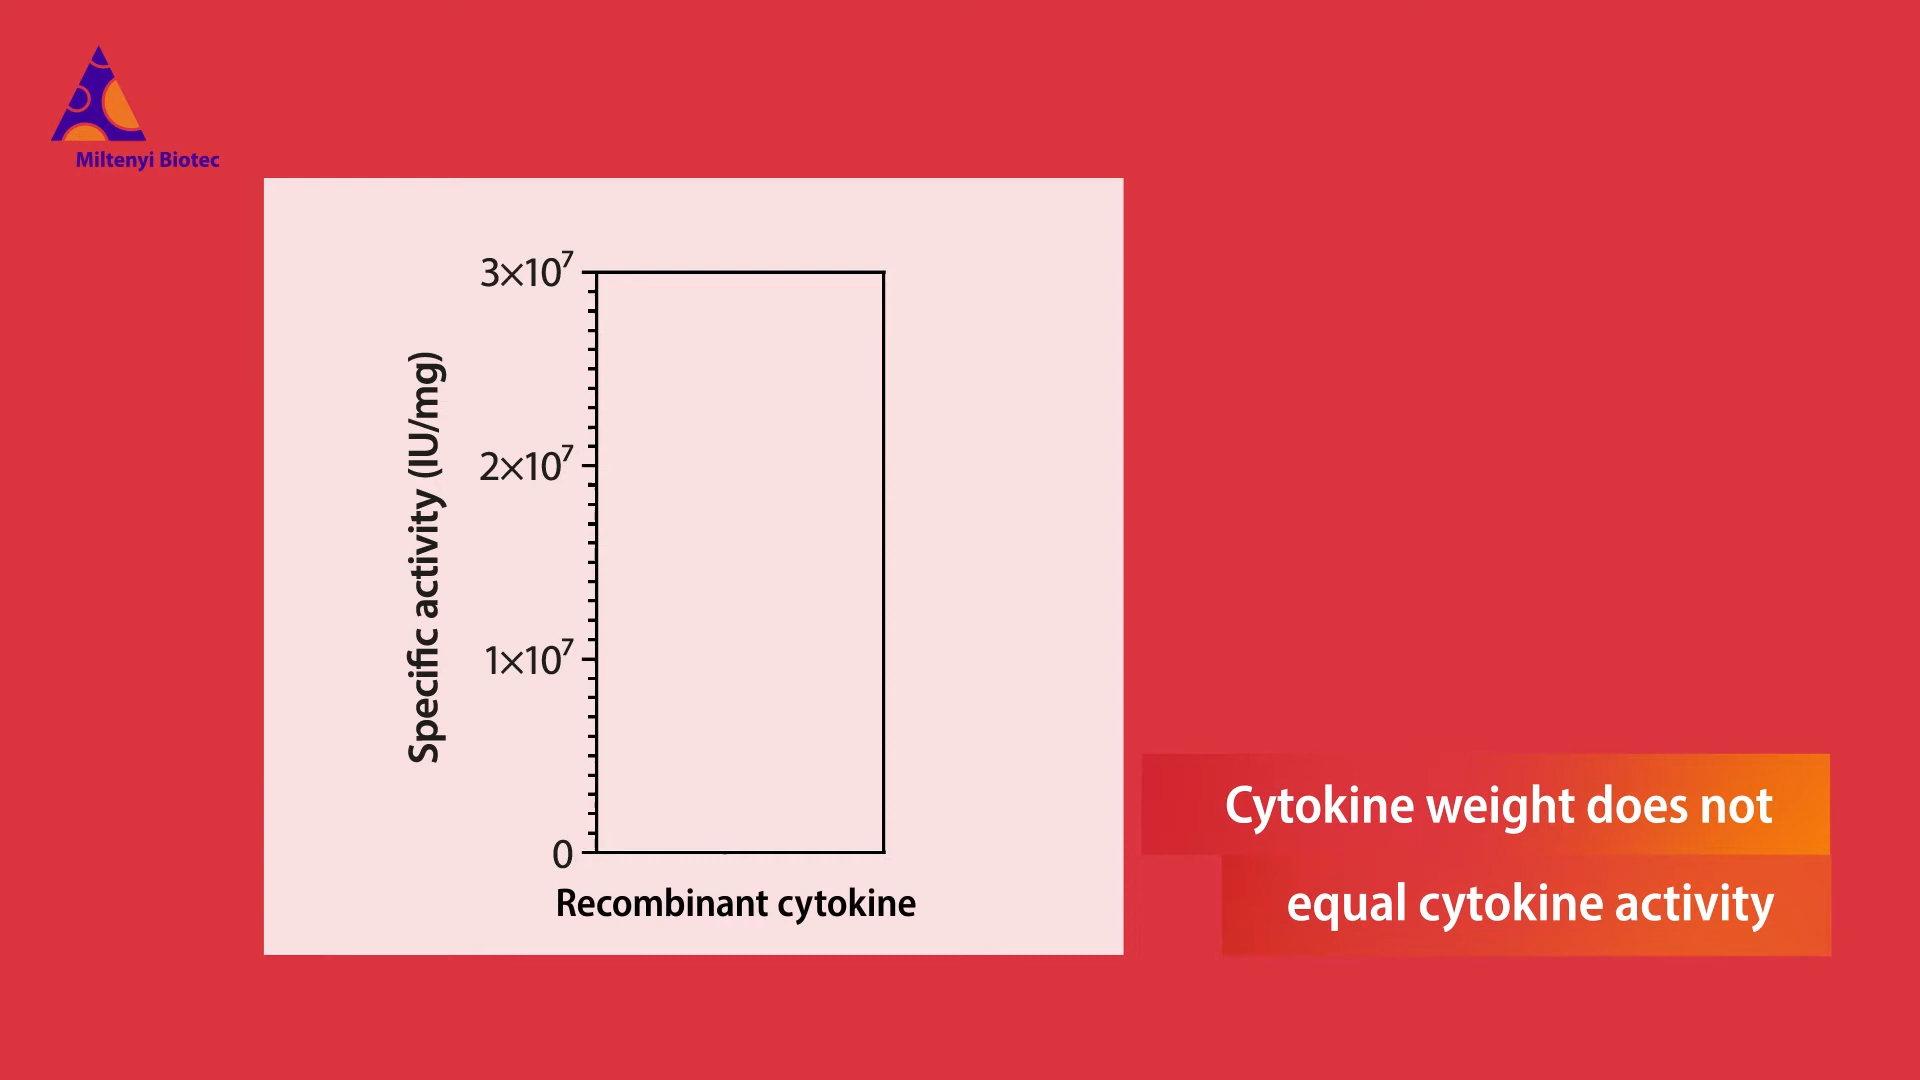 Miltenyi Biotec
3×10⁷
2×10⁷
1×10⁷
0
Specific activity (IU/mg)
Recombinant cytokine
Cytokine weight does not
equal cytokine activity